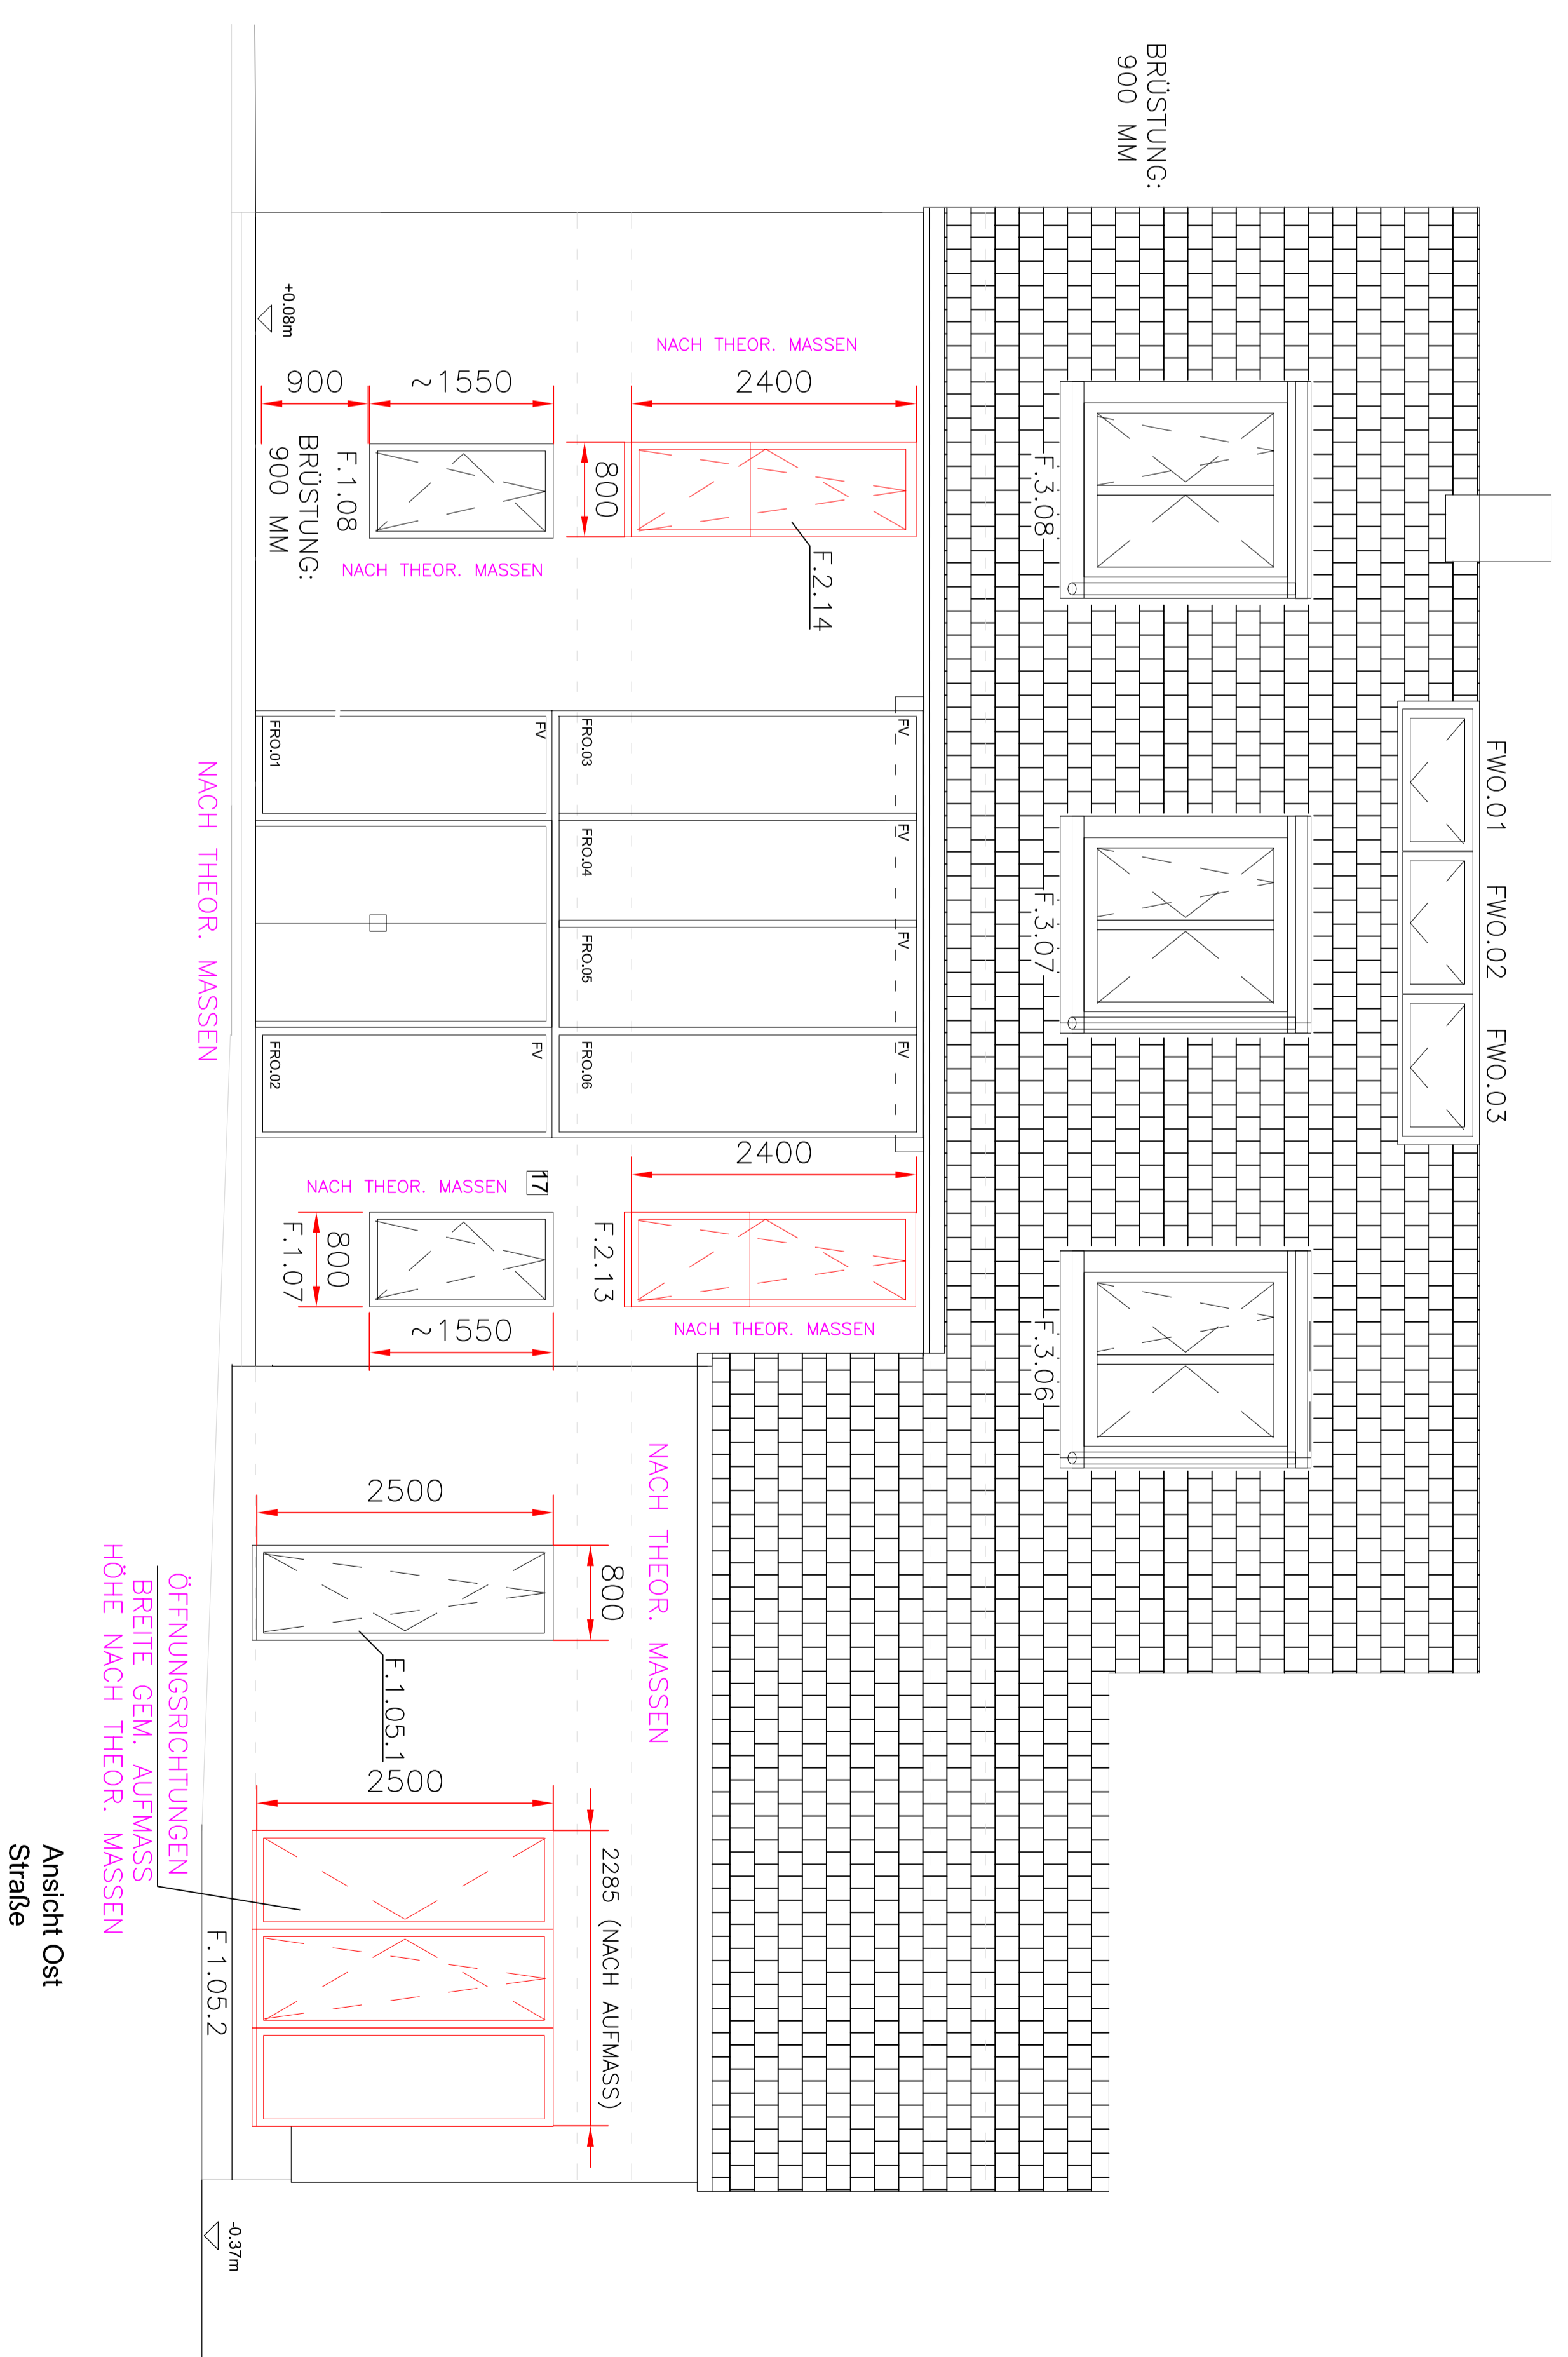 BRÜSTUNG:
900 MM
FWO.01
FWO.02
FWO.03
F.3.08
F.3.07
F.3.06
NACH THEOR. MASSEN
2400
800
F.2.14
+0.08m
900
~1550
F.1.08
BRÜSTUNG:
900 MM
NACH THEOR. MASSEN
FV
FV
FV
FV
FRO.03
FRO.04
FRO.05
FRO.06
FV
FV
FRO.01
FRO.02
NACH THEOR. MASSEN
2400
F.2.13
NACH THEOR. MASSEN
17
NACH THEOR. MASSEN
800
F.1.07
~1550
NACH THEOR. MASSEN
2500
800
F.1.05.1
2500
2285 (NACH AUFMASS)
F.1.05.2
ÖFFNUNGSRICHTUNGEN
BREITE GEM. AUFMASS
HÖHE NACH THEOR. MASSEN
-0.37m
Ansicht Ost
Straße